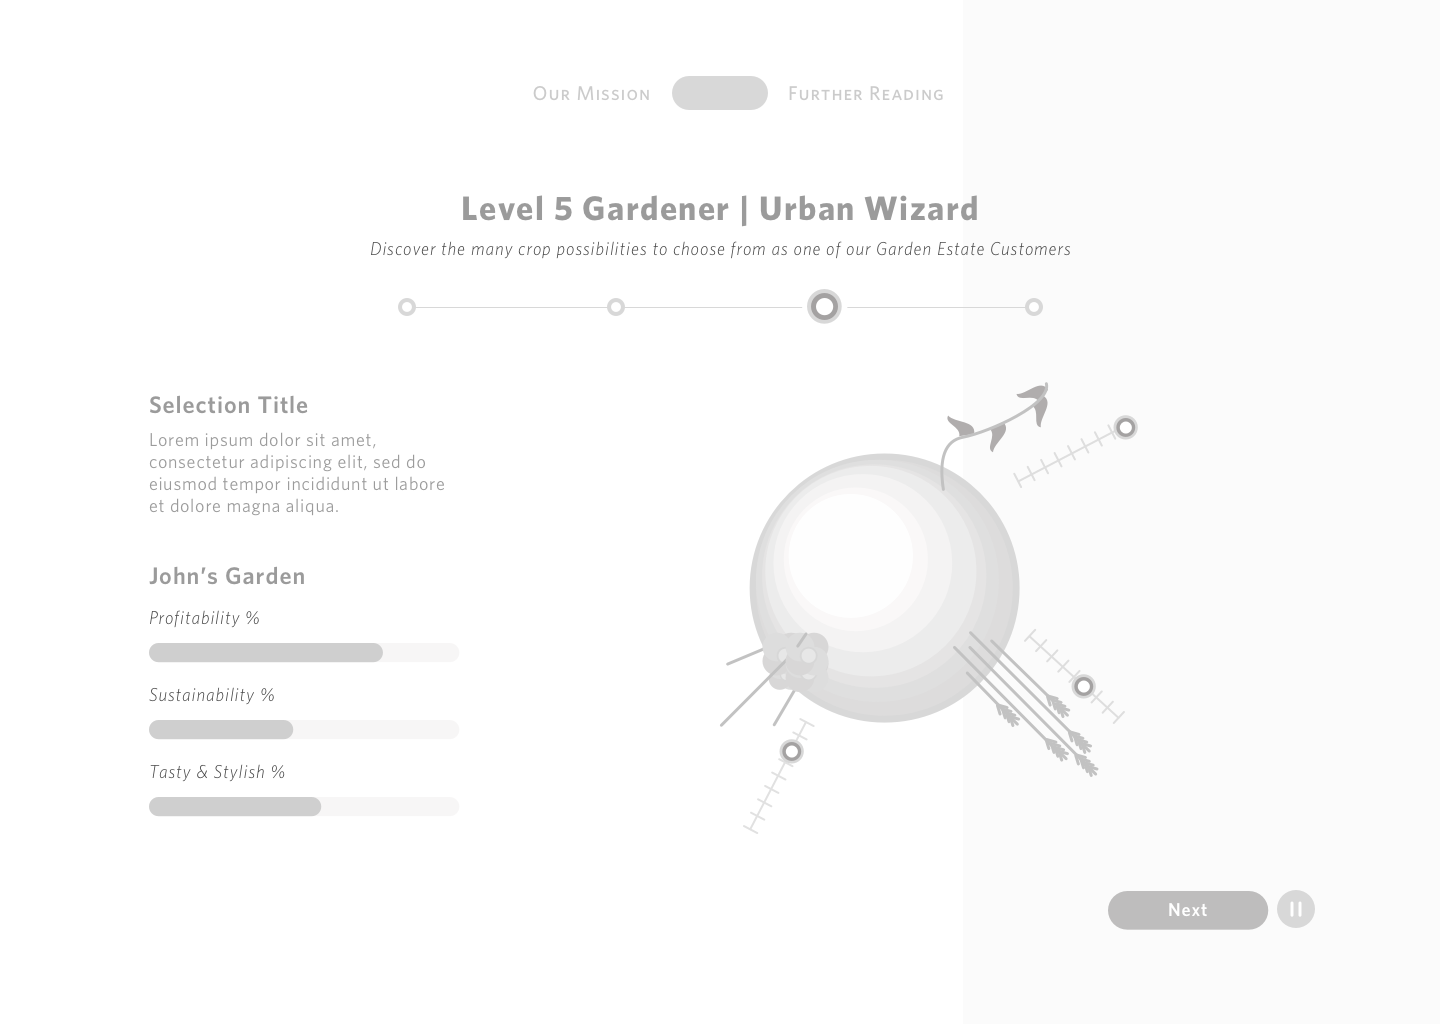 Our Mission
Further Reading
Level 5 Gardener | Urban Wizard
Discover the many crop possibilities to choose from as one of our Garden Estate Customers
Selection Title
Lorem ipsum dolor sit amet,
consectetur adipiscing elit, sed do
eiusmod tempor incididunt ut labore
et dolore magna aliqua.
John’s Garden
Profitability %
Sustainability %
Tasty & Stylish %
Next